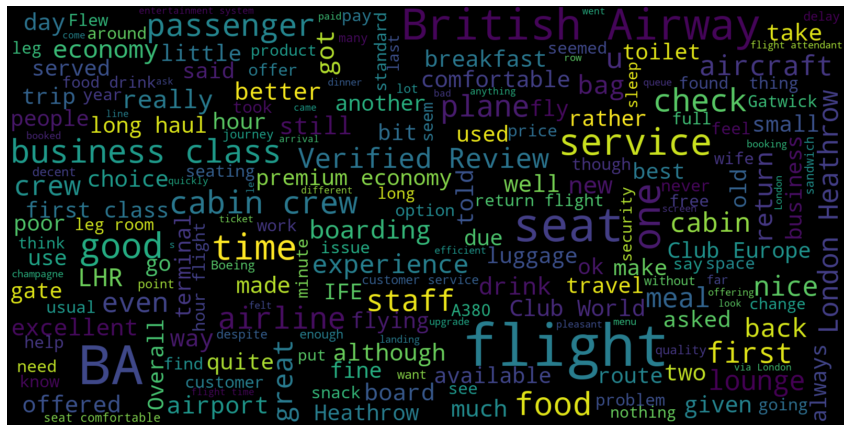 entertainment system
paid
went
delay
day
Flew
around
passenger
got
pay
standard
British Airway
take
come
many
last
row
flight attendant
leg
economy
little
product
breakfast
u
toilet
aircraft
served
food drink
ask
offer
seemed
sleep
trip
year
really
better
dinner
comfortable
bag
queue
found
thing
people
said
took
lot
bad
anything
plane
fly
Gatwick
line
came
another
seem
check
full
long haul
hour
still
bit
used
price
rather
feel
small
booked
journey
arrival
business class
Verified Review
service
though
wife
booking
decent
seating
told
best
London Heathrow
crew
choice
different
premium economy
well
new
never
old
return
business
sandwich
quickly
leg
long
return flight
one
free
London
first class
cabin crew
option
seat
security
screen
poor
leg room
ticket
work
boarding
due
cabin
think
s
efficient
Club Europe
use
good
time
issue
luggage
LHR
go
terminal
hour flight
Boeing
minute
experience
ok
make
say
space
champagne
point
customer service
drink
travel
without
far
nice
gate
usual
made
IFE
staff
A380
Club World
meal
offering
look
change
even
felt
airline
flying
asked
back
always
excellent
way
despite
enough
upgrade
pleasant
menu
quality
help
Overall
BA
quite
great
put
although
landing
flight
route
two
first
via London
need
find
want
fine
available
lounge
know
customer
flight time
snack
board
see
problem
offered
airport
Heathrow
much
food
nothing
given
going
seat comfortable